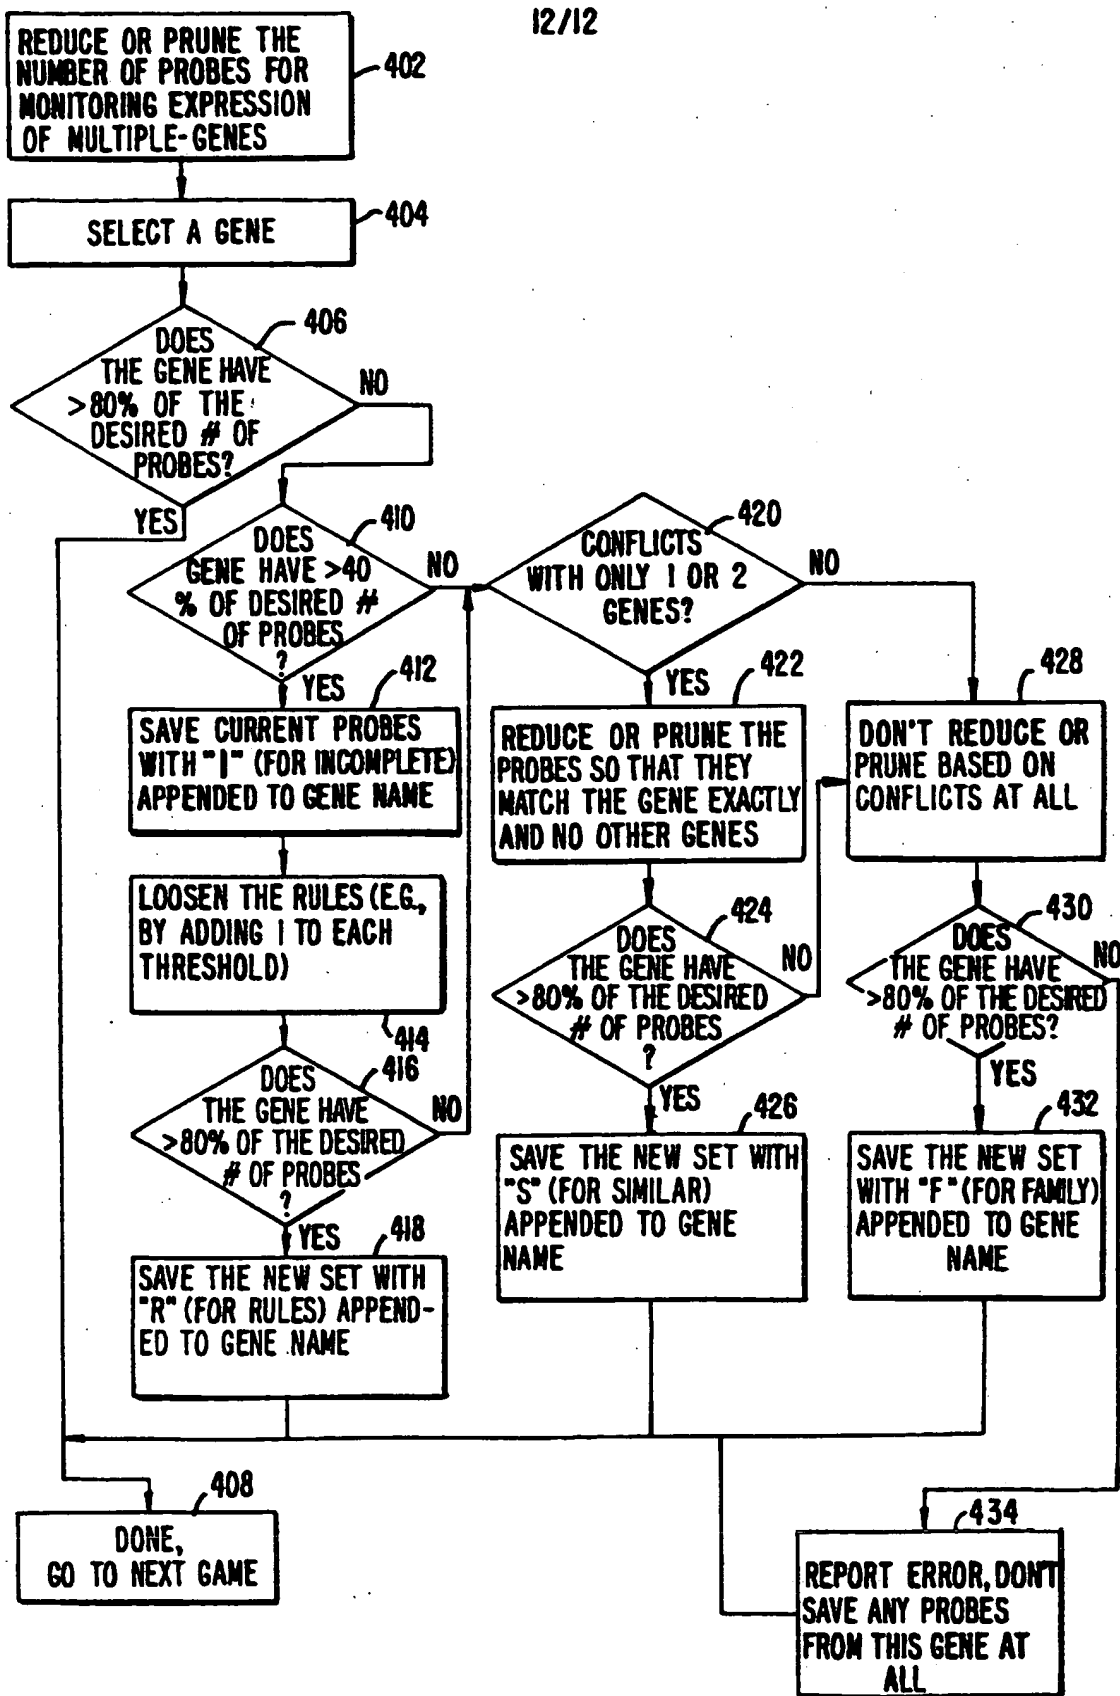 12/12
REDUCE OR PRUNE THE
NUMBER OF PROBES FOR
MONITORING EXPRESSION
OF MULTIPLE-GENES
402
SELECT A GENE
404
DOES
THE GENE HAVE
>80% OF THE
DESIRED # OF
PROBES?
406
NO
YES
DOES
GENE HAVE >40
% OF DESIRED #
OF PROBES
?
410
NO
YES
CONFLICTS
WITH ONLY 1 OR 2
GENES?
420
NO
YES
SAVE CURRENT PROBES
WITH "I" (FOR INCOMPLETE)
APPENDED TO GENE NAME
412
REDUCE OR PRUNE THE
PROBES SO THAT THEY
MATCH THE GENE EXACTLY
AND NO OTHER GENES
422
DON'T REDUCE OR
PRUNE BASED ON
CONFLICTS AT ALL
428
LOOSEN THE RULES (E.G.,
BY ADDING 1 TO EACH
THRESHOLD)
414
DOES
THE GENE HAVE
>80% OF THE DESIRED
# OF PROBES
?
424
NO
YES
DOES
THE GENE HAVE
>80% OF THE DESIRED
# OF PROBES?
430
NO
YES
DOES
THE GENE HAVE
>80% OF THE DESIRED
# OF PROBES
?
416
NO
YES
SAVE THE NEW SET WITH
"S" (FOR SIMILAR)
APPENDED TO GENE
NAME
426
SAVE THE NEW SET
WITH "F" (FOR FAMILY)
APPENDED TO GENE
NAME
432
SAVE THE NEW SET WITH
"R" (FOR RULES) APPEND-
ED TO GENE NAME
418
DONE,
GO TO NEXT GAME
408
REPORT ERROR, DON'T
SAVE ANY PROBES
FROM THIS GENE AT
ALL
434